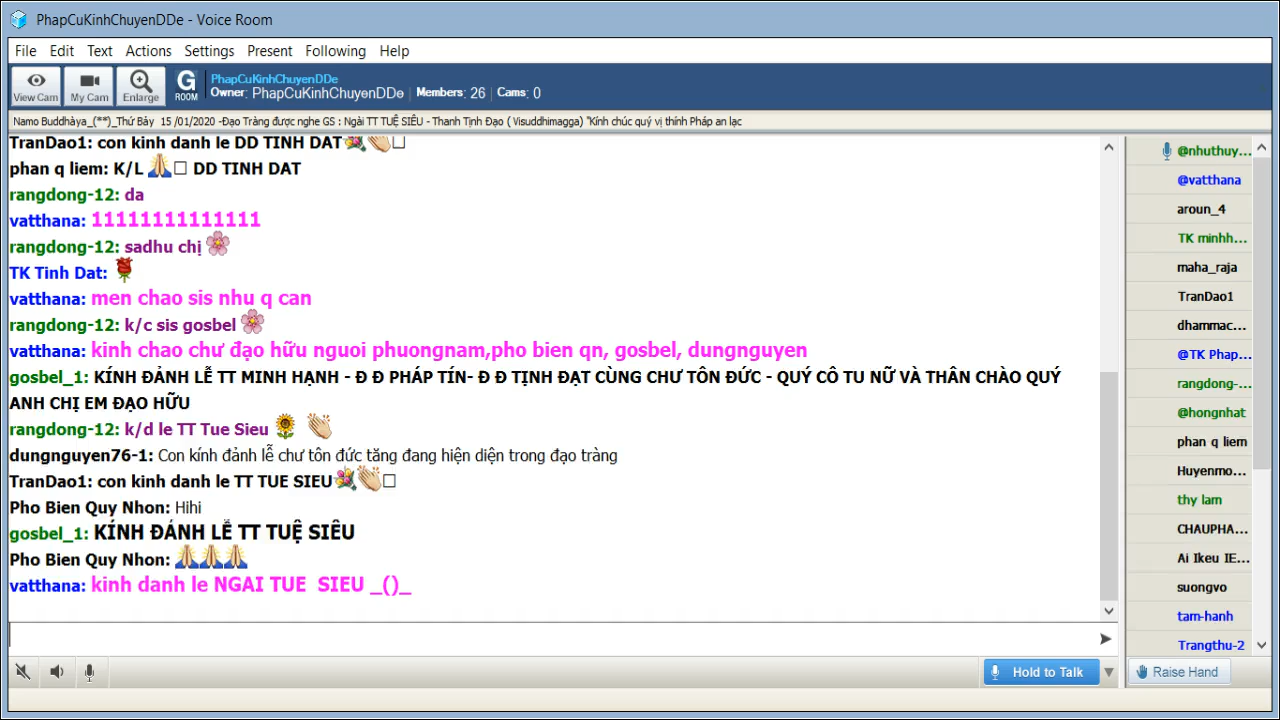 PhapCuKinhChuyenDDe - Voice Room
File Edit Text Actions Settings Present Following Help
View Cam My Cam Enlarge G ROOM
PhapCuKinhChuyenDDe
Owner: PhapCuKinhChuyenDDe Members: 26 Cams: 0
Namo Buddhàya_(**)_Thứ Bảy 15 /01/2020 -Đạo Tràng được nghe GS : Ngài TT TUỆ SIÊU - Thanh Tịnh Đạo ( Visuddhimagga) "Kính chúc quý vị thính Pháp an lạc
TranDao1: con kinh danh le DD TINH DAT💐👏□
phan q liem: K/L 🙏□ DD TINH DAT
rangdong-12: da
vatthana: 11111111111111
rangdong-12: sadhu chị 🌸
TK Tinh Dat: 🌹
vatthana: men chao sis nhu q can
rangdong-12: k/c sis gosbel 🌸
vatthana: kinh chao chư đạo hữu nguoi phuongnam,pho bien qn, gosbel, dungnguyen
gosbel_1: KÍNH ĐẢNH LỄ TT MINH HẠNH - Đ Đ PHÁP TÍN- Đ Đ TỊNH ĐẠT CÙNG CHƯ TÔN ĐỨC - QUÝ CÔ TU NỮ VÀ THÂN CHÀO QUÝ
ANH CHỊ EM ĐẠO HỮU
rangdong-12: k/d le TT Tue Sieu 🌻 👏
dungnguyen76-1: Con kính đảnh lễ chư tôn đức tăng đang hiện diện trong đạo tràng
TranDao1: con kinh danh le TT TUE SIEU💐👏□
Pho Bien Quy Nhon: Hihi
gosbel_1: KÍNH ĐẢNH LỄ TT TUỆ SIÊU
Pho Bien Quy Nhon: 🙏🙏🙏
vatthana: kinh danh le NGAI TUE SIEU _()_
@nhuthuy...
@vatthana
aroun_4
TK minhh...
maha_raja
TranDao1
dhammac...
@TK Phap...
rangdong-...
@hongnhat
phan q liem
Huyenmo...
thy lam
CHAUPHA...
Ai Ikeu IE...
suongvo
tam-hanh
Trangthu-2
Hold to Talk
Raise Hand